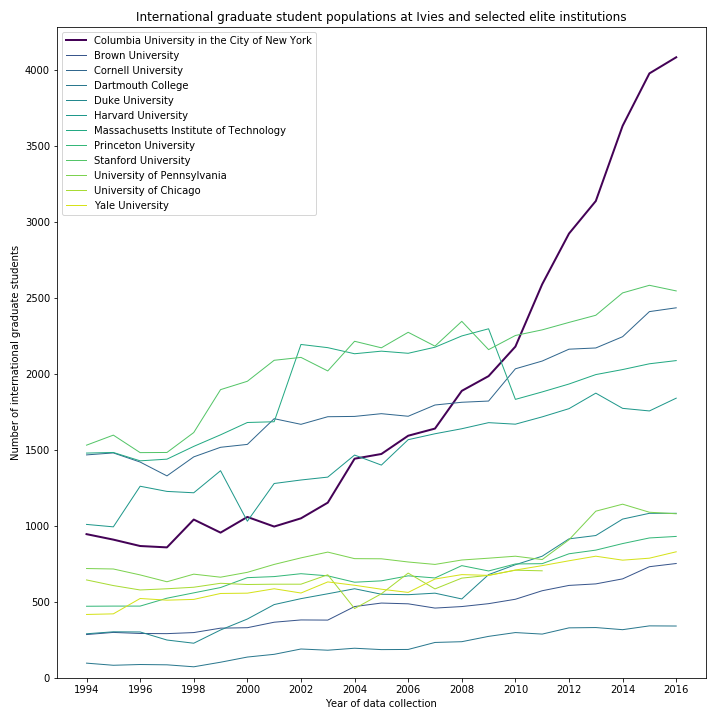 International graduate student populations at Ivies and selected elite institutions
Columbia University in the City of New York
Brown University
Cornell University
Dartmouth College
Duke University
Harvard University
Massachusetts Institute of Technology
Princeton University
Stanford University
University of Pennsylvania
University of Chicago
Yale University
Number of international graduate students
4000
3500
3000
2500
2000
1500
1000
500
0
1994 1996 1998 2000 2002 2004 2006 2008 2010 2012 2014 2016
Year of data collection